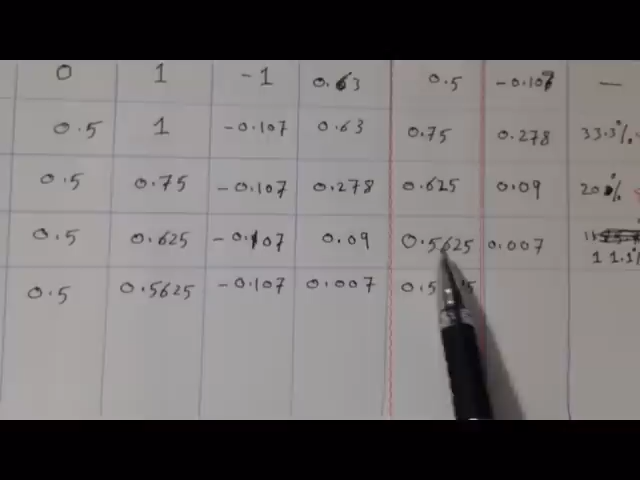 0 1 -1 0.63 0.5 -0.107 —
0.5 1 -0.107 0.63 0.75 0.278 33.3%
0.5 0.75 -0.107 0.278 0.625 0.09 20%
0.5 0.625 -0.107 0.09 0.5625 0.007
11.1%
0.5 0.5625 -0.107 0.007